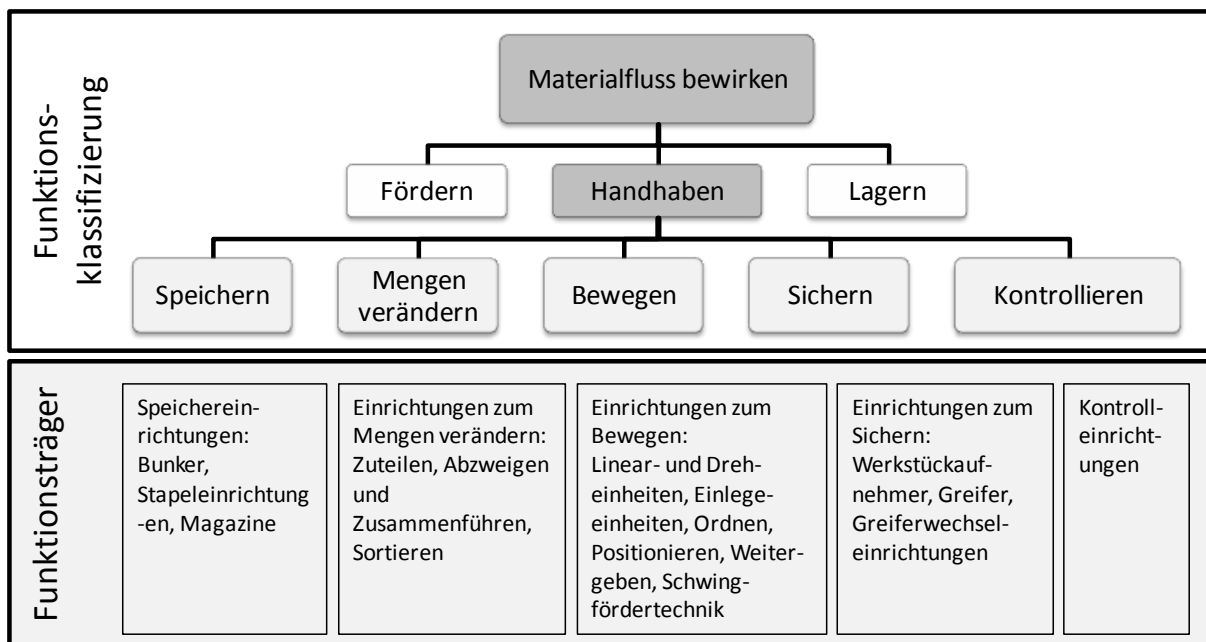 Funktions-
klassifizierung
Materialfluss bewirken
Fördern
Handhaben
Lagern
Speichern
Mengen
verändern
Bewegen
Sichern
Kontrollieren
Funktionsträger
Speicherein-
richtungen:
Bunker,
Stapeleinrichtung
-en, Magazine
Einrichtungen zum
Mengen verändern:
Zuteilen, Abzweigen
und
Zusammenführen,
Sortieren
Einrichtungen zum
Bewegen:
Linear- und Dreh-
einheiten, Einlege-
einheiten, Ordnen,
Positionieren, Weiter-
geben, Schwing-
fördertechnik
Einrichtungen zum
Sichern:
Werkstückauf-
nehmer, Greifer,
Greiferwechsel-
einrichtungen
Kontroll-
einricht-
ungen